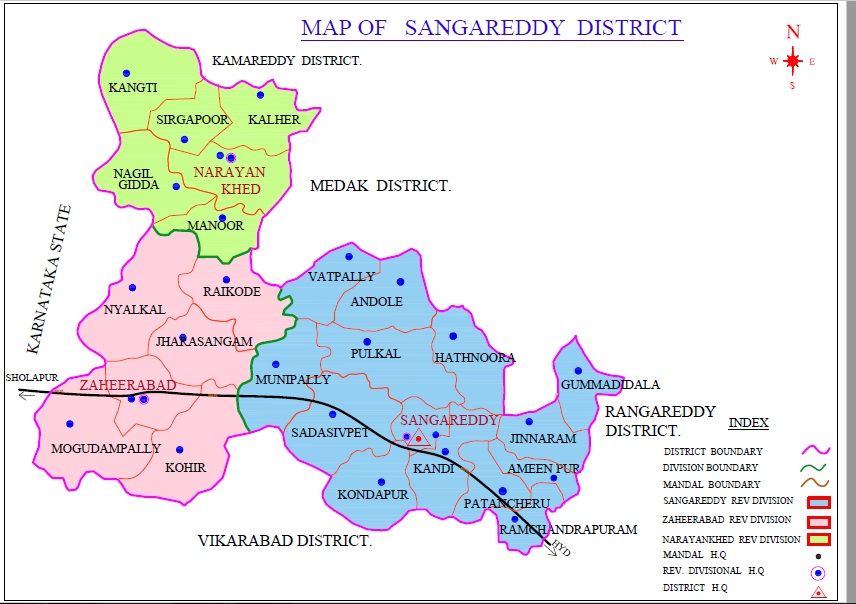 MAP OF SANGAREDDY DISTRICT
N
W E
S
KAMAREDDY DISTRICT.
KANGTI
SIRGAPOOR
KALHER
NAGIL
GIDDA
NARAYAN
KHED
MEDAK DISTRICT.
MANOOR
KARNATAKA STATE
VATPALLY
RAIKODE
ANDOLE
NYALKAL
JHARASANGAM
PULKAL
HATHNOORA
SHOLAPUR
ZAHEERABAD
MUNIPALLY
GUMMADIDALA
RANGAREDDY
DISTRICT.
SANGAREDDY
SADASIVPET
JINNARAM
MOGUDAMPALLY
KOHIR
KANDI
AMEEN PUR
KONDAPUR
PATANCHERU
RAMCHANDRAPURAM
HYD
VIKARABAD DISTRICT.
INDEX
DISTRICT BOUNDARY
DIVISION BOUNDARY
MANDAL BOUNDARY
SANGAREDDY REV DIVISION
ZAHEERABAD REV DIVISION
NARAYANKHED REV DIVISION
MANDAL H.Q
REV. DIVISIONAL H.Q
DISTRICT H.Q